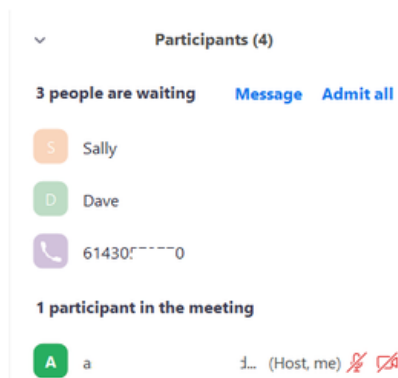 Participants (4)
3 people are waiting Message Admit all
S Sally
D Dave
1 participant in the meeting
A a (Host, me)